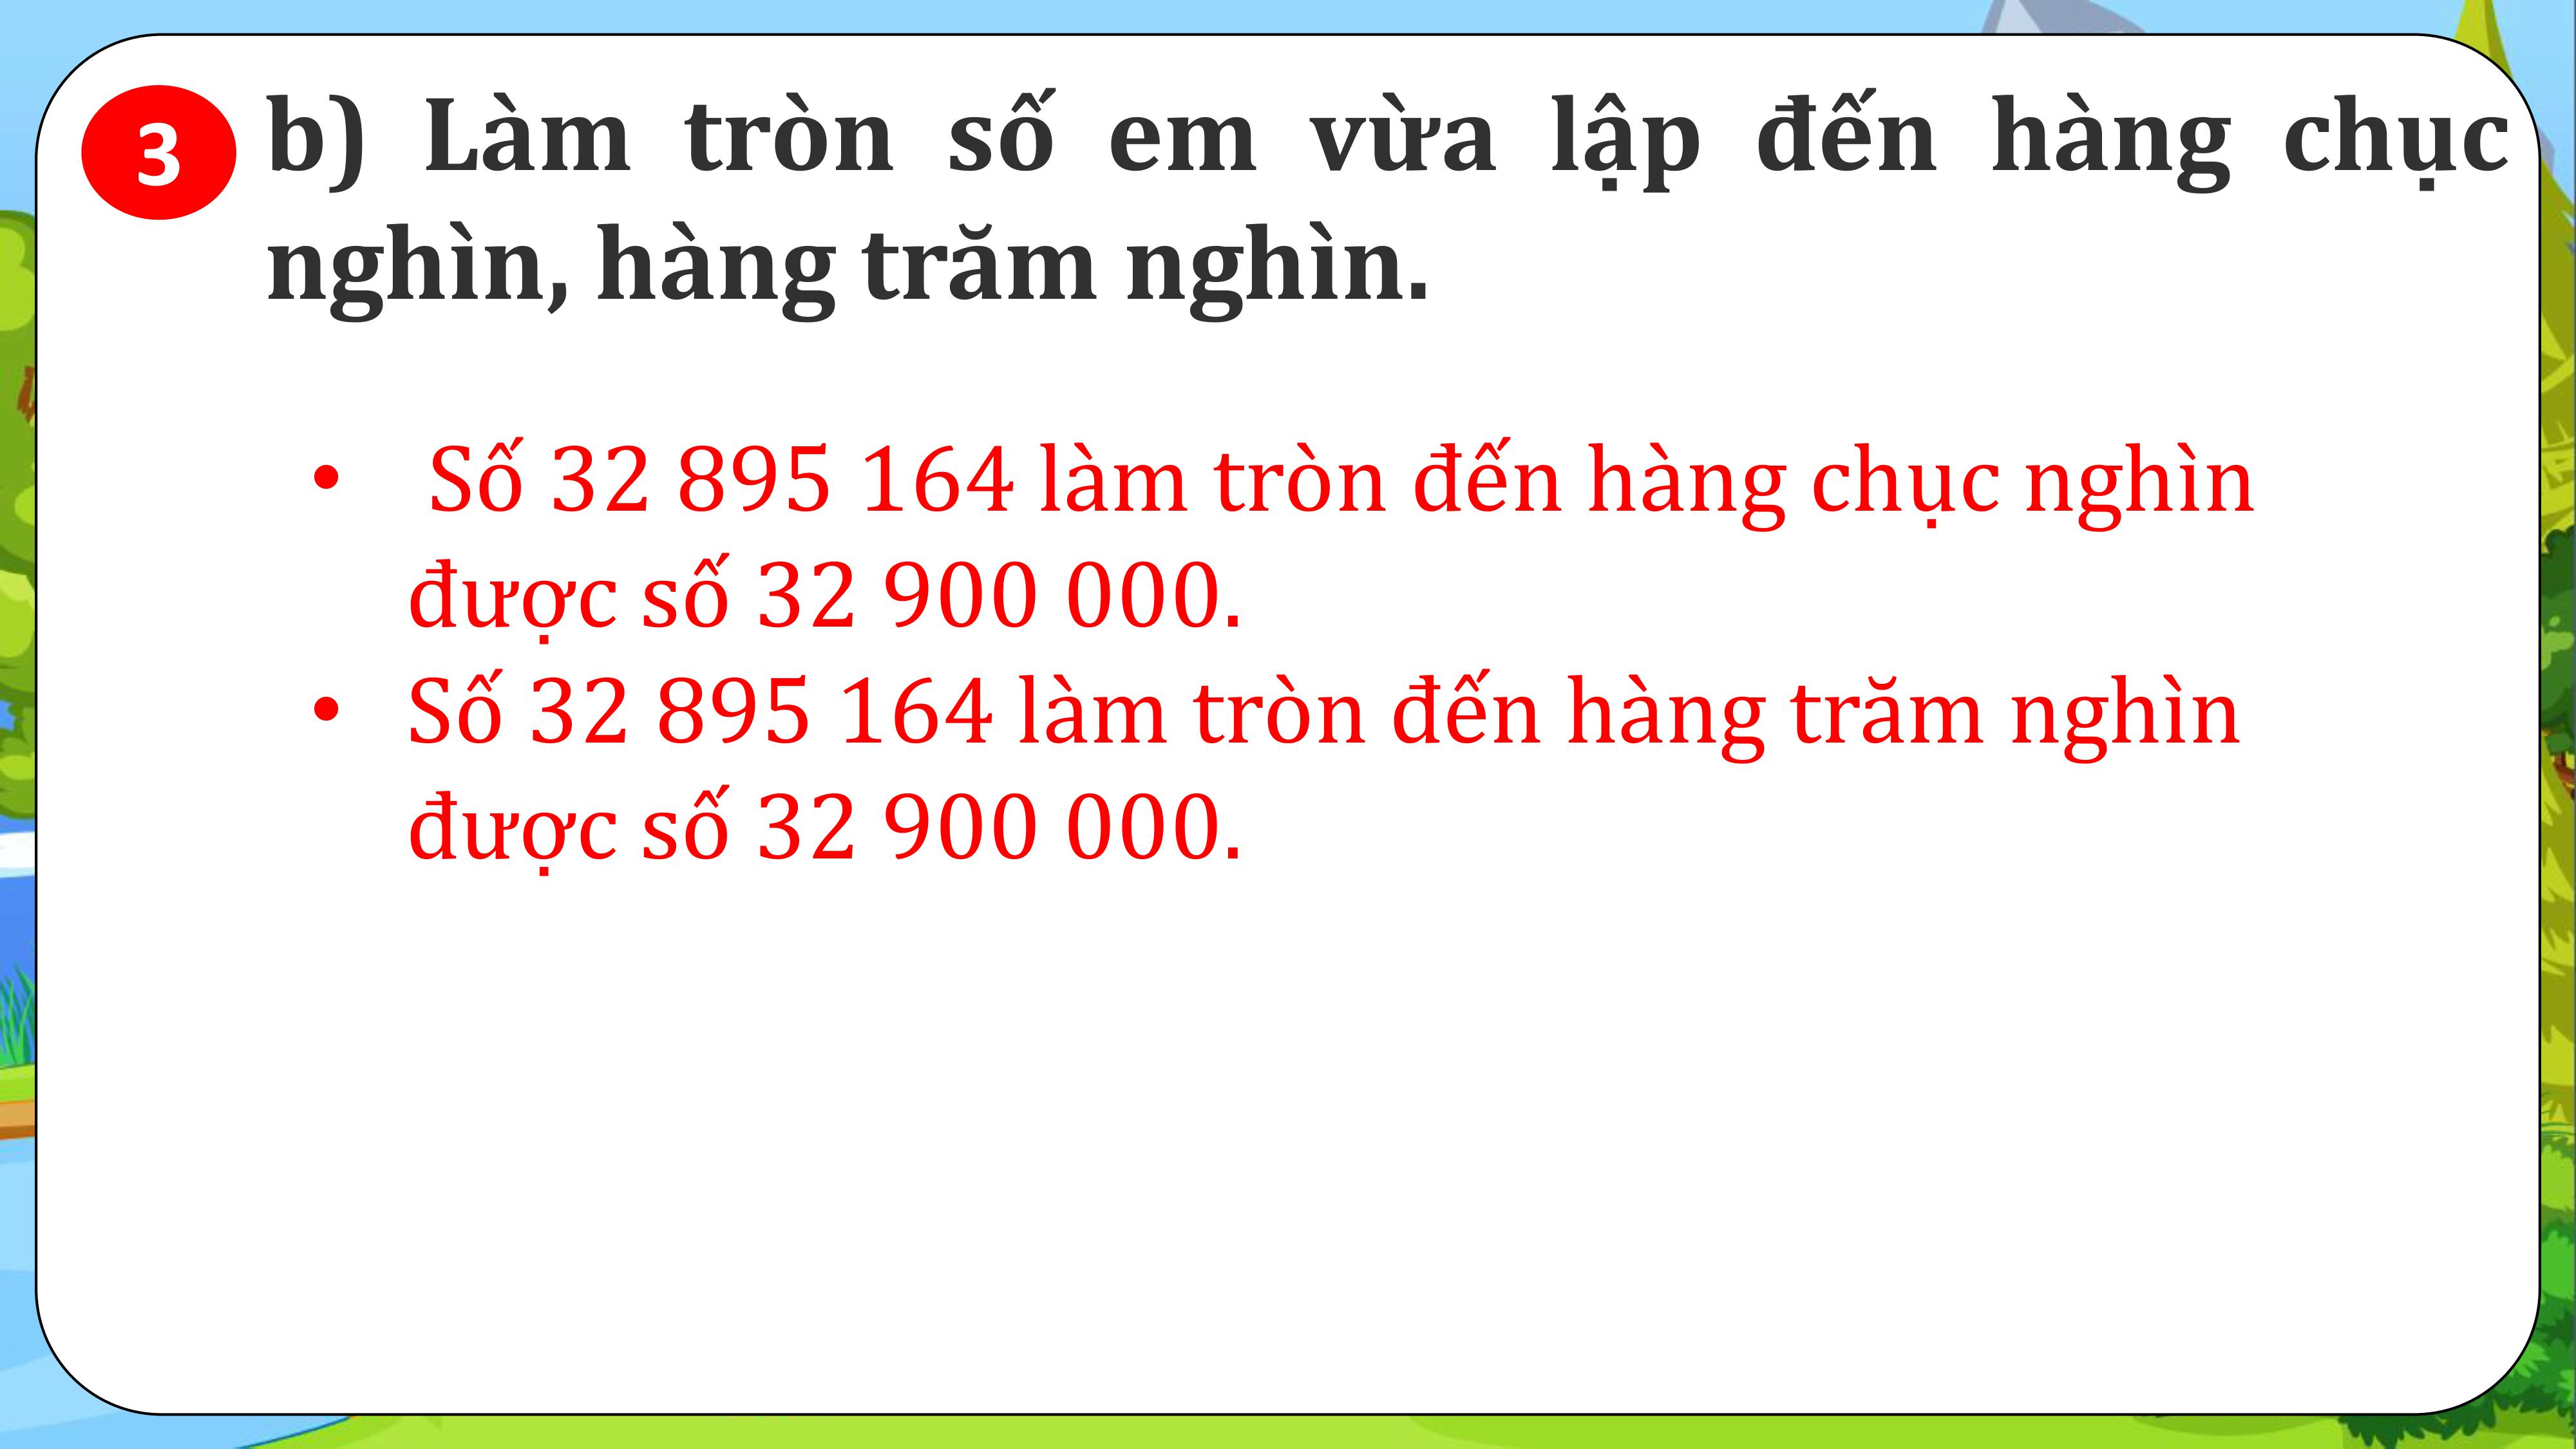 3
b) Làm tròn số em vừa lập đến hàng chục
nghìn, hàng trăm nghìn.
• Số 32 895 164 làm tròn đến hàng chục nghìn
được số 32 900 000.
• Số 32 895 164 làm tròn đến hàng trăm nghìn
được số 32 900 000.